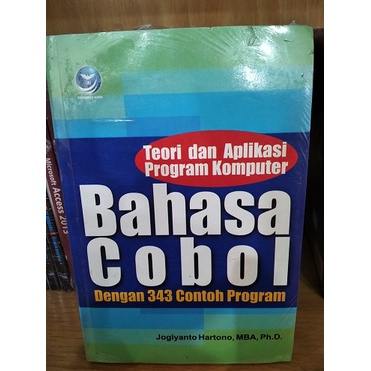 Teori dan Aplikasi
Program Komputer
Bahasa
Cobol
Dengan 343 Contoh Program
Jogiyanto Hartono, MBA, Ph.D.
Microsoft Access 2013